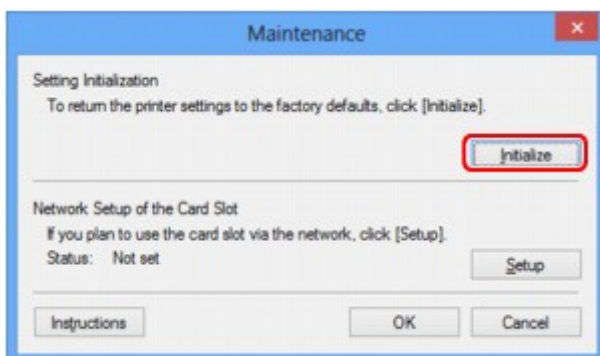 Maintenance
Setting Initialization
To return the printer settings to the factory defaults, click [Initialize].
Initialize
Network Setup of the Card Slot
If you plan to use the card slot via the network, click [Setup].
Status: Not set
Setup
Instructions OK Cancel